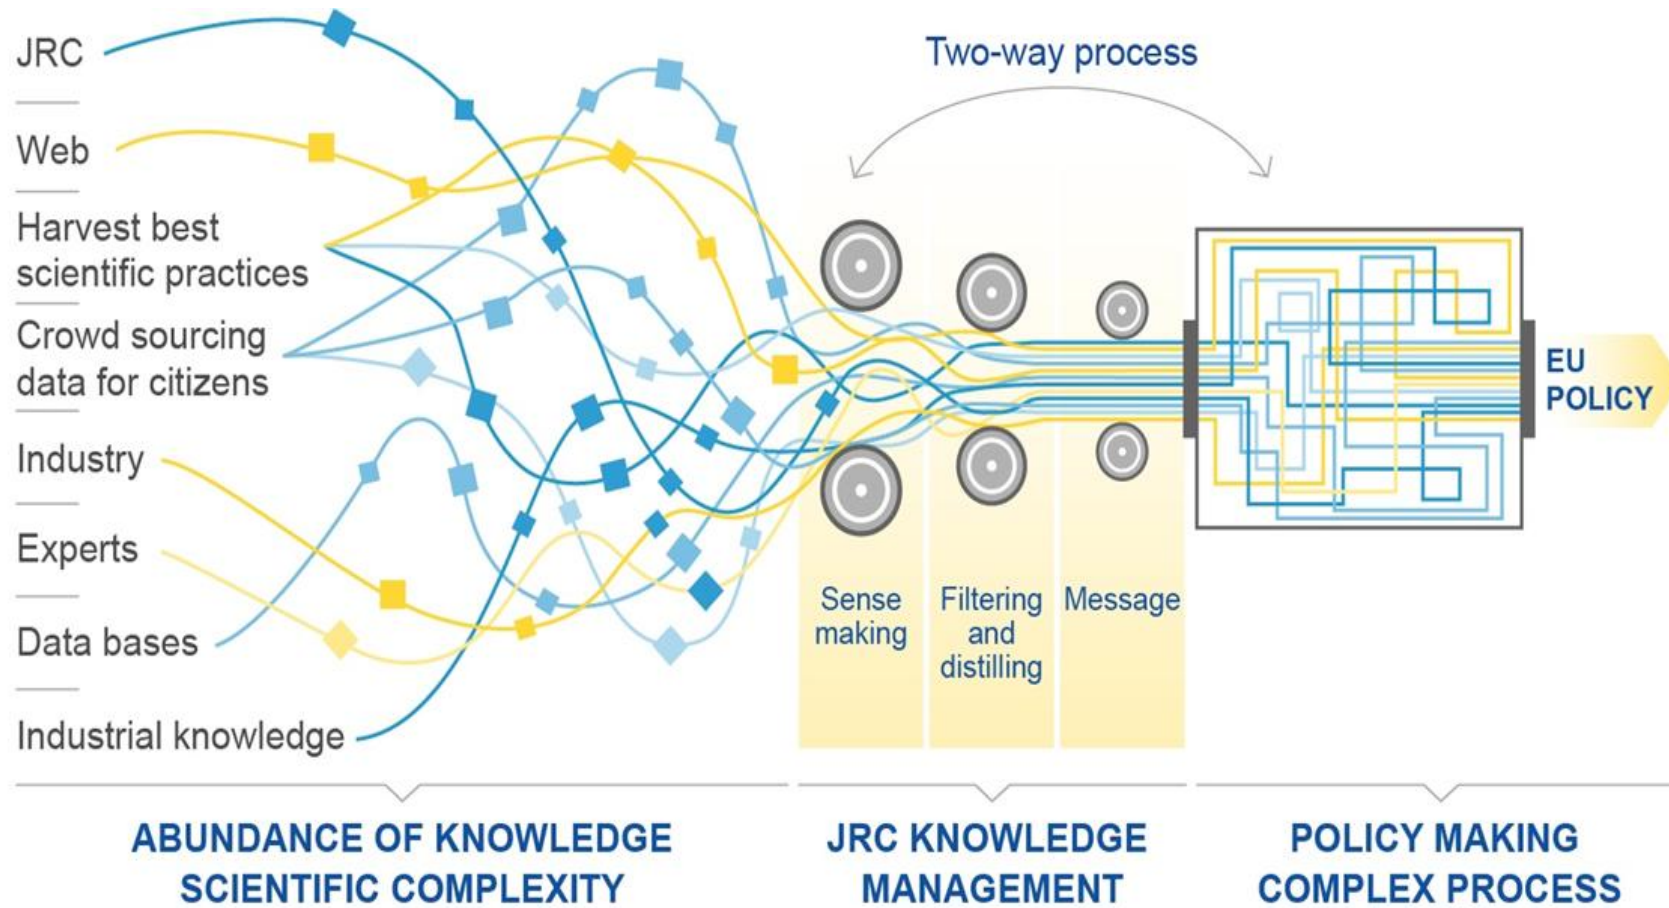 JRC
Web
Harvest best
scientific practices
Crowd sourcing
data for citizens
Industry
Experts
Data bases
Industrial knowledge
Two-way process
Sense
making
Filtering
and
distilling
Message
EU
POLICY
ABUNDANCE OF KNOWLEDGE
SCIENTIFIC COMPLEXITY
JRC KNOWLEDGE
MANAGEMENT
POLICY MAKING
COMPLEX PROCESS